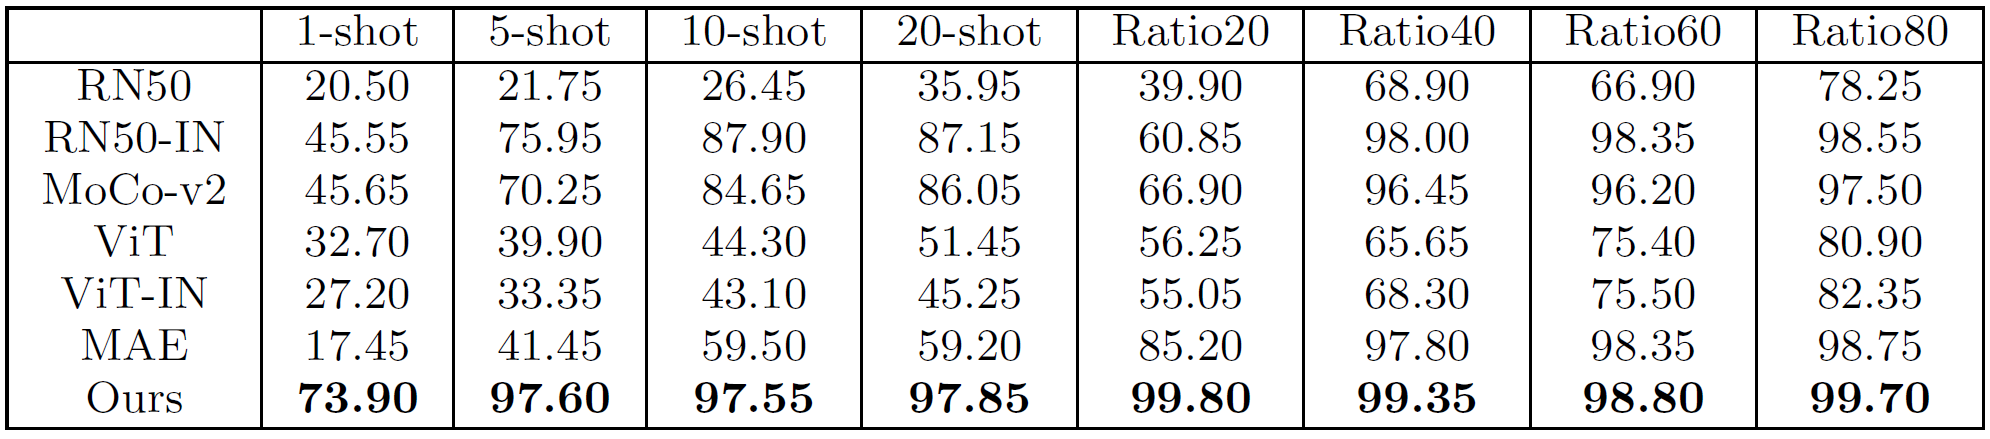 1-shot 5-shot 10-shot 20-shot Ratio20 Ratio40 Ratio60 Ratio80
RN50 20.50 21.75 26.45 35.95 39.90 68.90 66.90 78.25
RN50-IN 45.55 75.95 87.90 87.15 60.85 98.00 98.35 98.55
MoCo-v2 45.65 70.25 84.65 86.05 66.90 96.45 96.20 97.50
ViT 32.70 39.90 44.30 51.45 56.25 65.65 75.40 80.90
ViT-IN 27.20 33.35 43.10 45.25 55.05 68.30 75.50 82.35
MAE 17.45 41.45 59.50 59.20 85.20 97.80 98.35 98.75
Ours 73.90 97.60 97.55 97.85 99.80 99.35 98.80 99.70